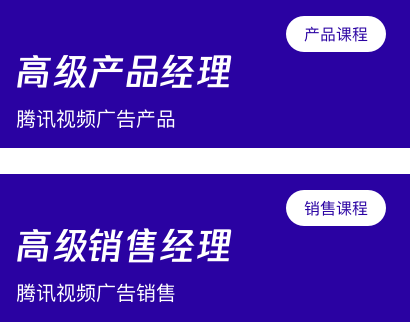 产品课程
高级产品经理
腾讯视频广告产品
销售课程
高级销售经理
腾讯视频广告销售